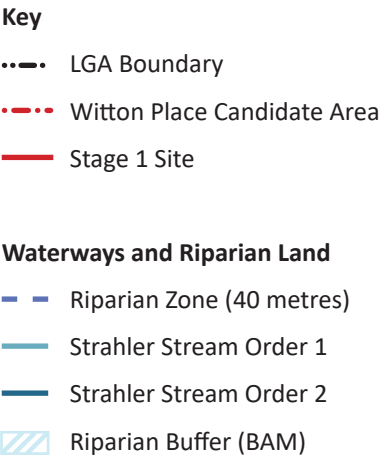 Key
LGA Boundary
Witton Place Candidate Area
Stage 1 Site
Waterways and Riparian Land
Riparian Zone (40 metres)
Strahler Stream Order 1
Strahler Stream Order 2
Riparian Buffer (BAM)